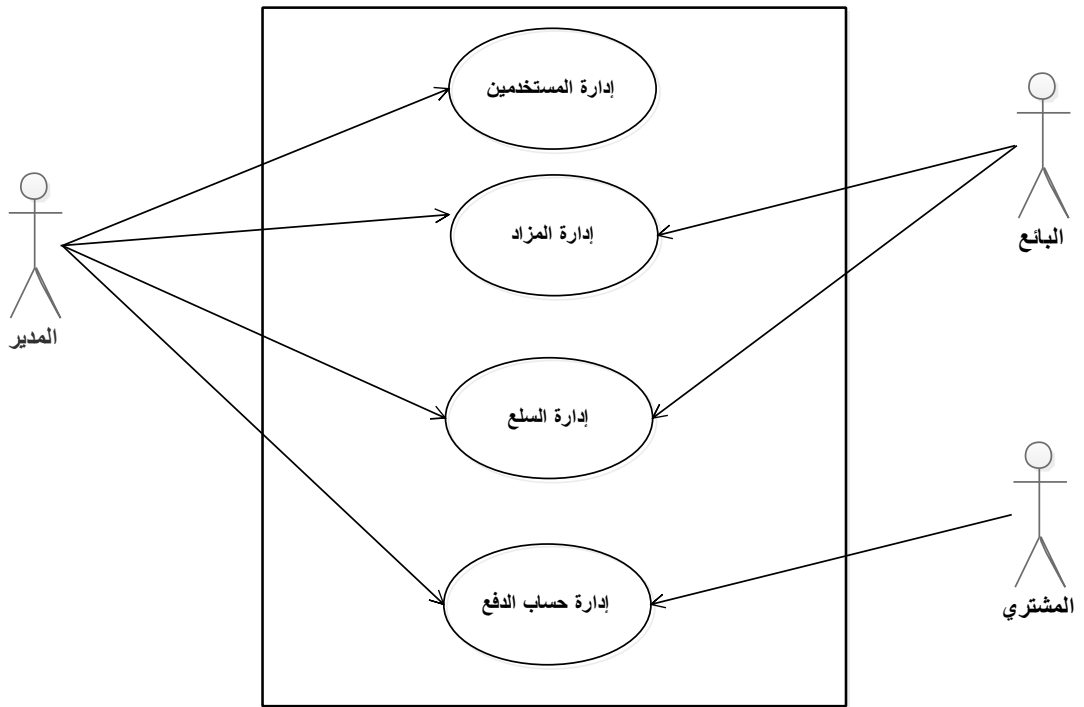 إدارة المستخدمين
إدارة المزاد
البائع
المدير
إدارة السلع
إدارة حساب الدفع
المشتري